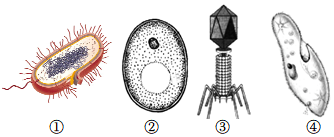 ① ② ③ ④